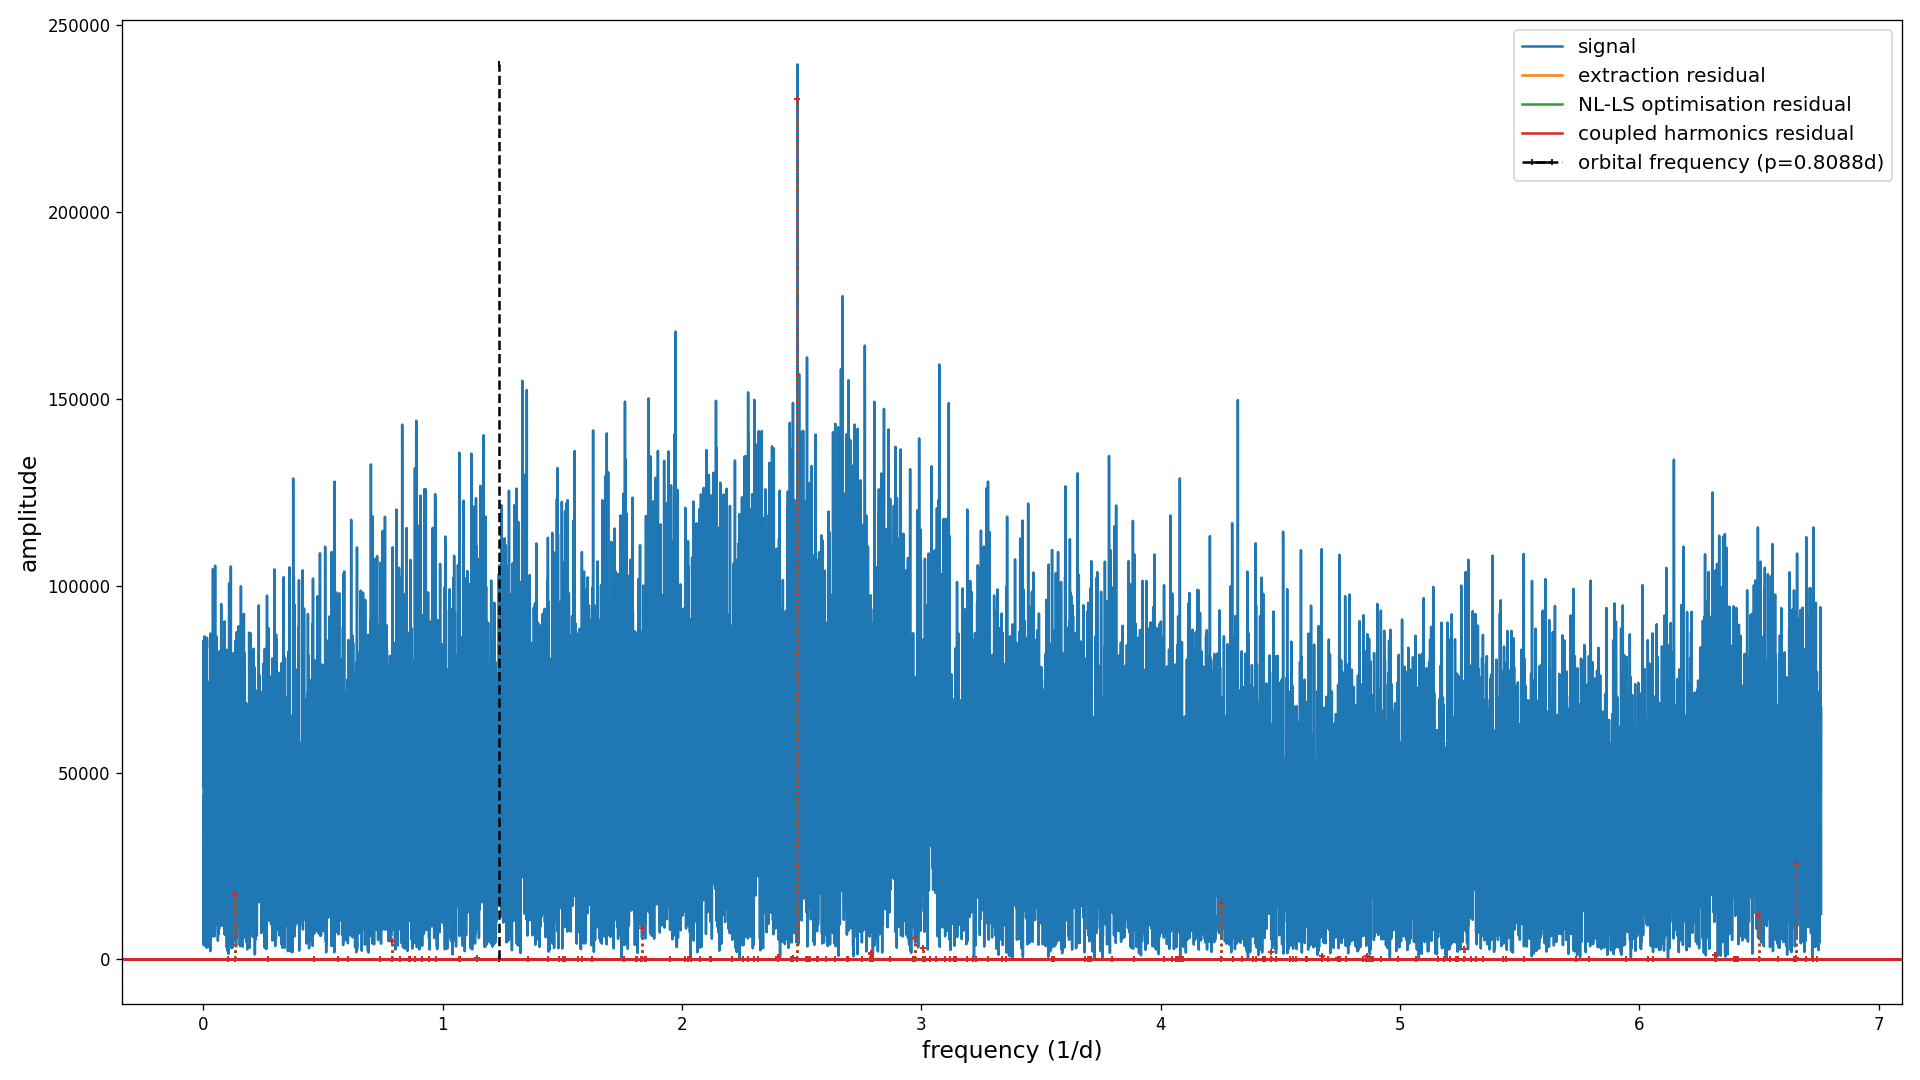 250000
200000
150000
100000
50000
0
amplitude
signal
extraction residual
NL-LS optimisation residual
coupled harmonics residual
orbital frequency (p=0.8088d)
0 1 2 3 4 5 6 7
frequency (1/d)